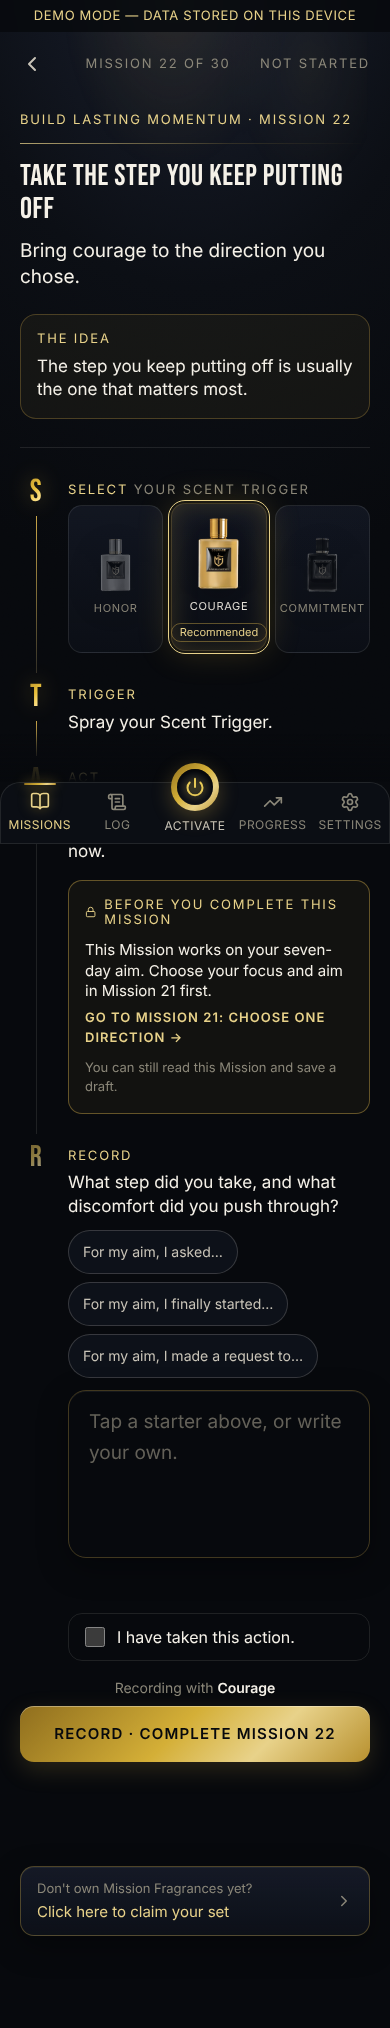 DEMO MODE — DATA STORED ON THIS DEVICE
MISSION 22 OF 30 NOT STARTED
BUILD LASTING MOMENTUM · MISSION 22
TAKE THE STEP YOU KEEP PUTTING
OFF
Bring courage to the direction you
chose.
THE IDEA
The step you keep putting off is usually
the one that matters most.
S
SELECT YOUR SCENT TRIGGER
HONOR
COURAGE
COMMITMENT
Recommended
T
TRIGGER
Spray your Scent Trigger.
A
ACT
MISSIONS
LOG
ACTIVATE
PROGRESS
SETTINGS
now.
BEFORE YOU COMPLETE THIS
MISSION
This Mission works on your seven-
day aim. Choose your focus and aim
in Mission 21 first.
GO TO MISSION 21: CHOOSE ONE
DIRECTION →
You can still read this Mission and save a
draft.
R
RECORD
What step did you take, and what
discomfort did you push through?
For my aim, I asked...
For my aim, I finally started...
For my aim, I made a request to...
Tap a starter above, or write
your own.
I have taken this action.
Recording with Courage
RECORD · COMPLETE MISSION 22
Don't own Mission Fragrances yet?
Click here to claim your set